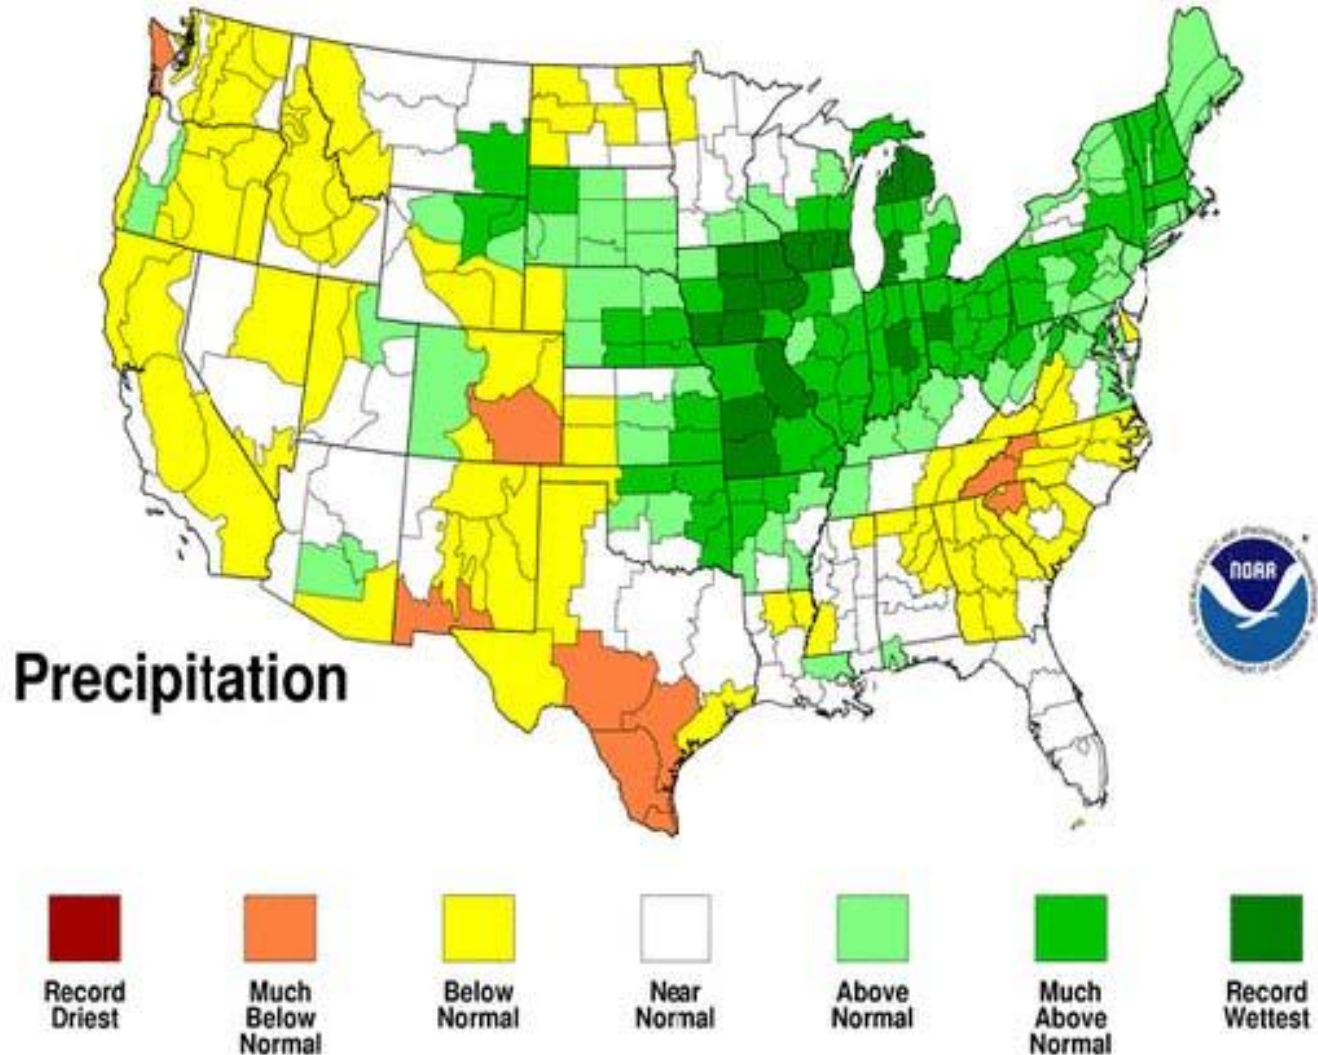 NOAA
Precipitation
Record
Driest
Much
Below
Normal
Below
Normal
Near
Normal
Above
Normal
Much
Above
Normal
Record
Wettest